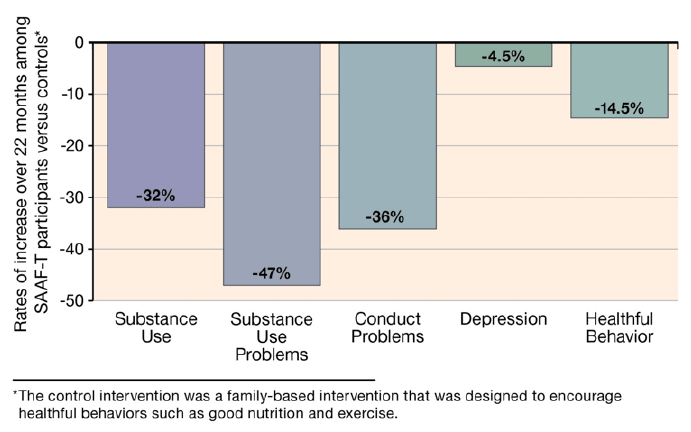 Rates of increase over 22 months among
SAAF-T participants versus controls*
0
-10
-20
-30
-40
-50
-32%
-47%
-36%
-4.5%
-14.5%
Substance
Use
Substance
Use
Problems
Conduct
Problems
Depression
Healthful
Behavior
*The control intervention was a family-based intervention that was designed to encourage
healthful behaviors such as good nutrition and exercise.